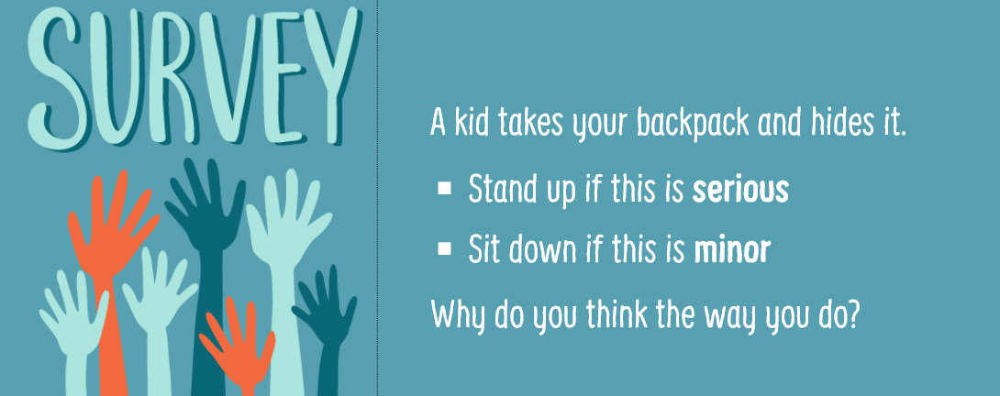 SURVEY
A kid takes your backpack and hides it.
▪ Stand up if this is serious
▪ Sit down if this is minor
Why do you think the way you do?